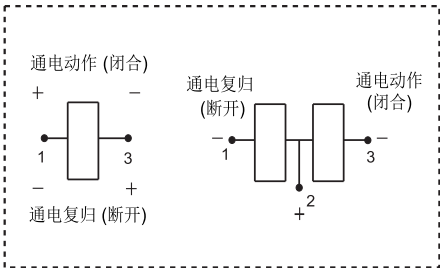 通电动作 (闭合)
+ −
1 3
− +
通电复归 (断开)
通电复归
(断开)
通电动作
(闭合)
− 1
2
+
3 −